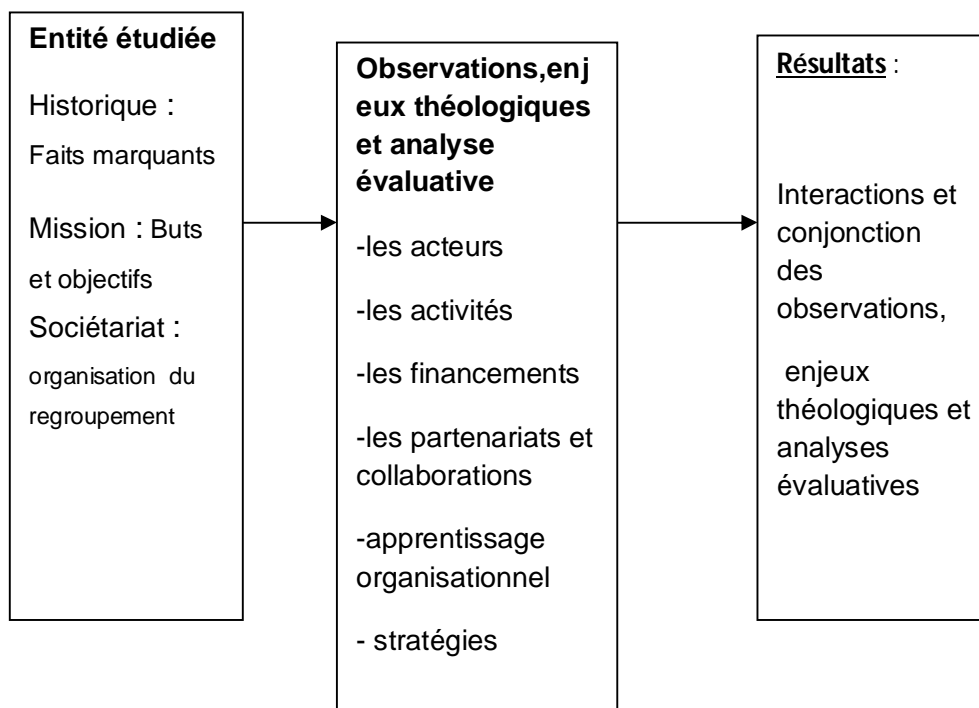 Entité étudiée
Historique :
Faits marquants
Mission : Buts
et objectifs
Sociétariat :
organisation du
regroupement
Observations,enj
eux théologiques
et analyse
évaluative
-les acteurs
-les activités
-les financements
-les partenariats et
collaborations
-apprentissage
organisationnel
- stratégies
Résultats :
Interactions et
conjonction
des
observations,
enjeux
théologiques et
analyses
évaluatives